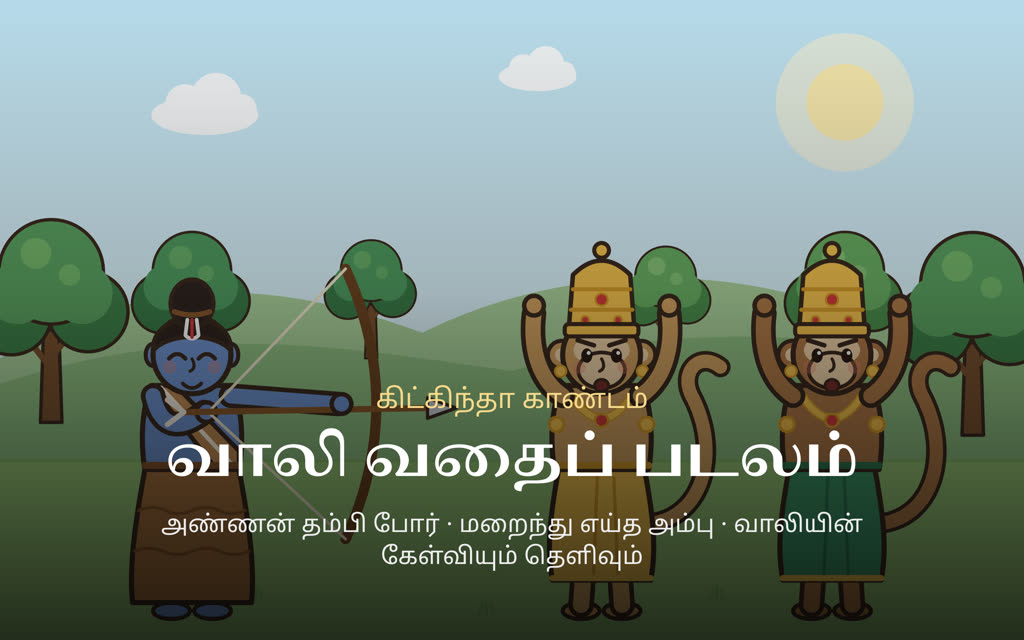 கிட்கிந்தா காண்டம்
வாலி வதைப் படலம்
அண்ணன் தம்பி போர் · மறைந்து எய்த அம்பு · வாலியின்
கேள்வியும் தெளிவும்